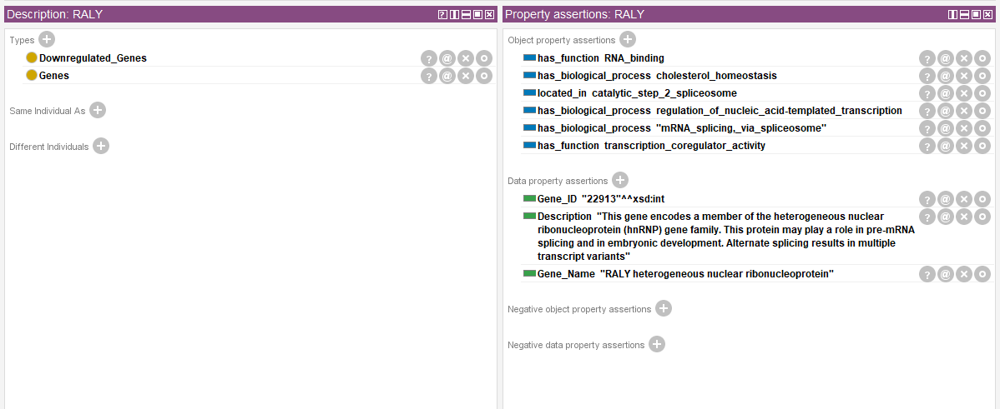 Description: RALY
Types
Downregulated_Genes
Genes
Same Individual As
Different Individuals
Property assertions: RALY
Object property assertions
has_function RNA_binding
has_biological_process cholesterol_homeostasis
located_in catalytic_step_2_spliceosome
has_biological_process regulation_of_nucleic_acid-templated_transcription
has_biological_process "mRNA_splicing,_via_spliceosome"
has_function transcription_coregulator_activity
Data property assertions
Gene_ID "22913"^^xsd:int
Description "This gene encodes a member of the heterogeneous nuclear
ribonucleoprotein (hnRNP) gene family. This protein may play a role in pre-mRNA
splicing and in embryonic development. Alternate splicing results in multiple
transcript variants"
Gene_Name "RALY heterogeneous nuclear ribonucleoprotein"
Negative object property assertions
Negative data property assertions